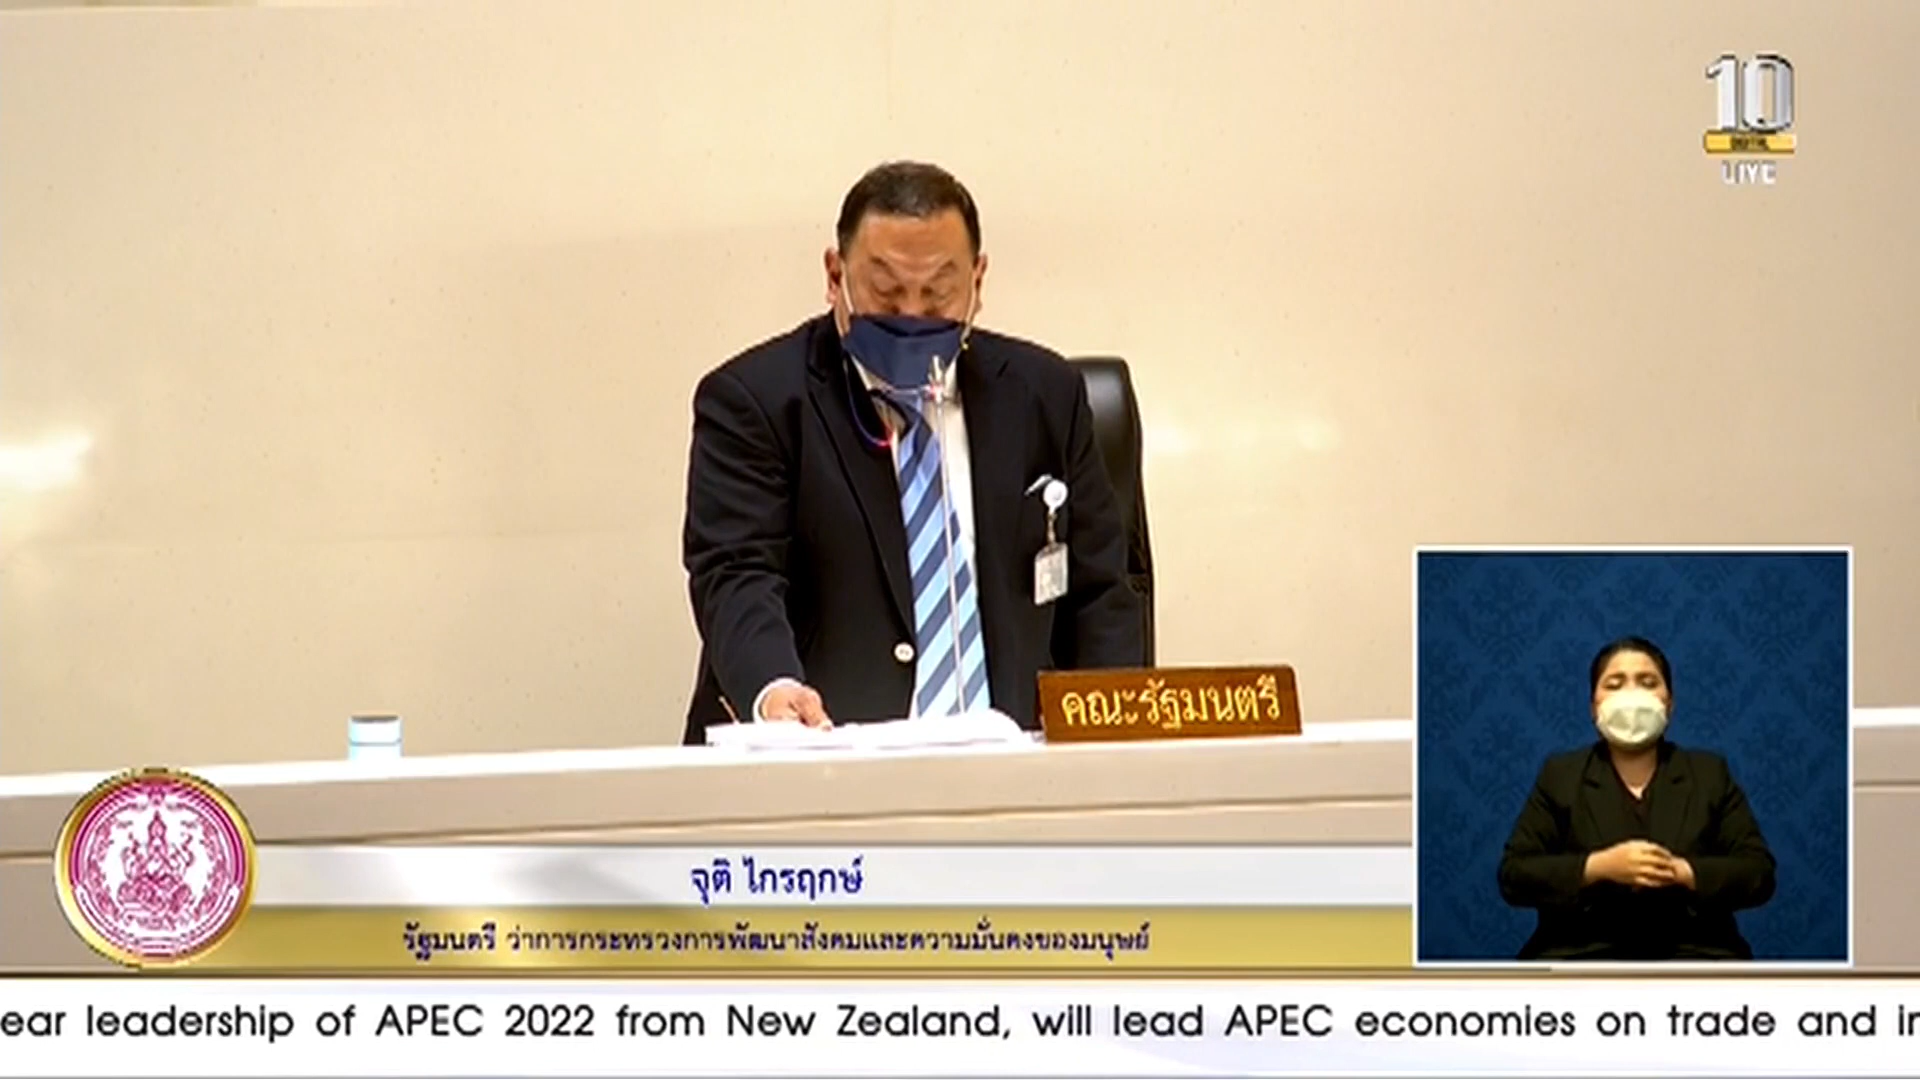 10
DIGITAL
LIVE
คณะรัฐมนตรี
จุติ ไกรฤกษ์
รัฐมนตรี ว่าการกระทรวงการพัฒนาสังคมและความมั่นคงของมนุษย์
ear leadership of APEC 2022 from New Zealand, will lead APEC economies on trade and in